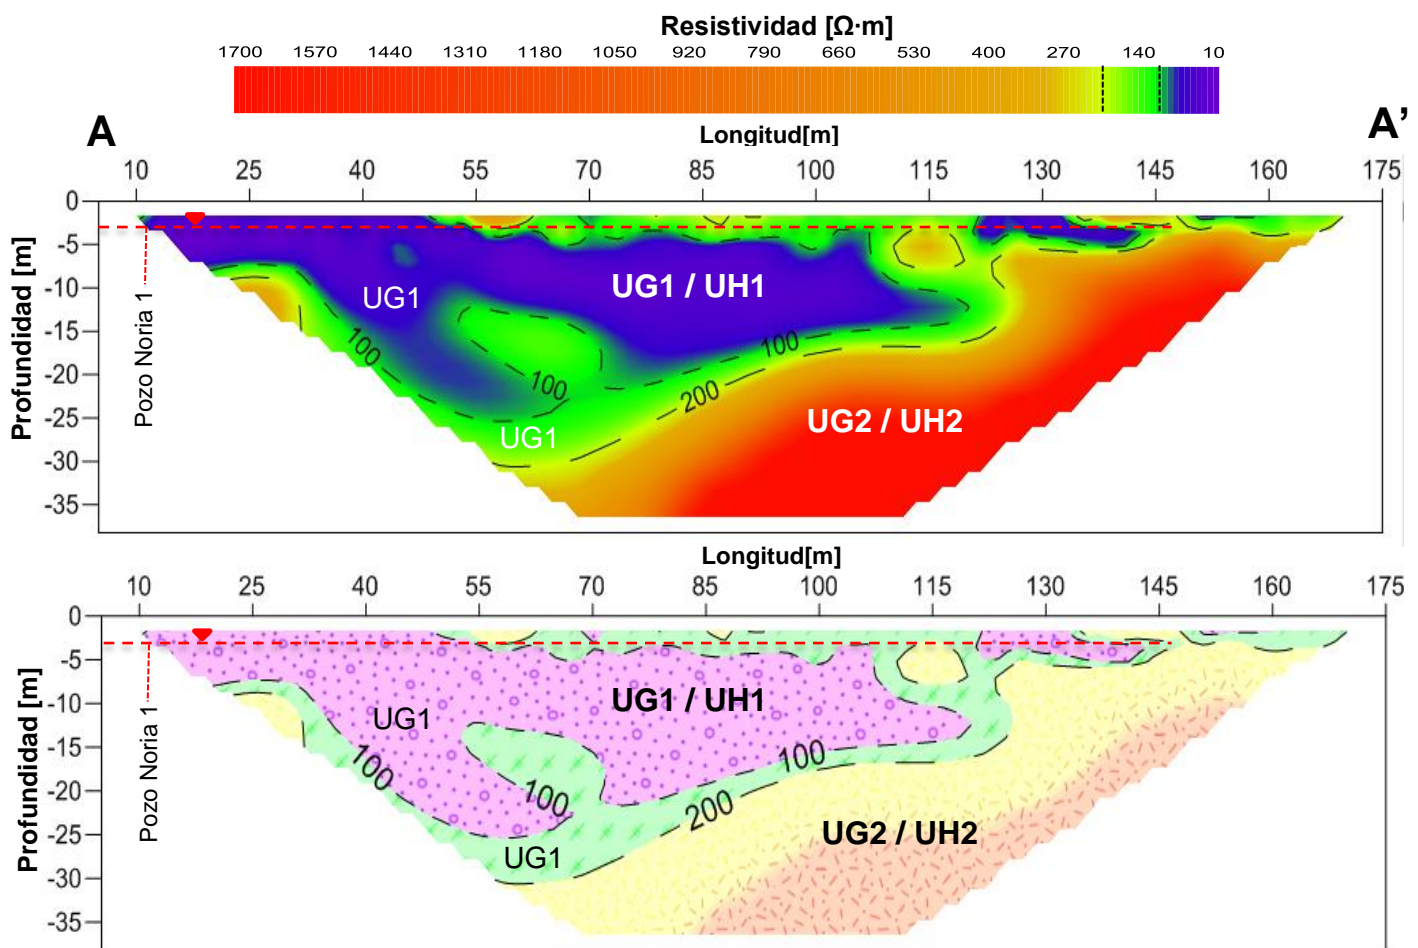 Resistividad [Ω·m]
1700 1570 1440 1310 1180 1050 920 790 660 530 400 270 140 10
A A’
Longitud[m]
10 25 40 55 70 85 100 115 130 145 160 175
Profundidad [m]
0
-5
-10
-15
-20
-25
-30
-35
Pozo Noria 1
UG1
UG1 / UH1
100
100
100
200
UG1
UG2 / UH2
Longitud[m]
10 25 40 55 70 85 100 115 130 145 160 175
Profundidad [m]
0
-5
-10
-15
-20
-25
-30
-35
Pozo Noria 1
UG1 / UH1
UG1
100
100
100
200
UG2 / UH2
UG1